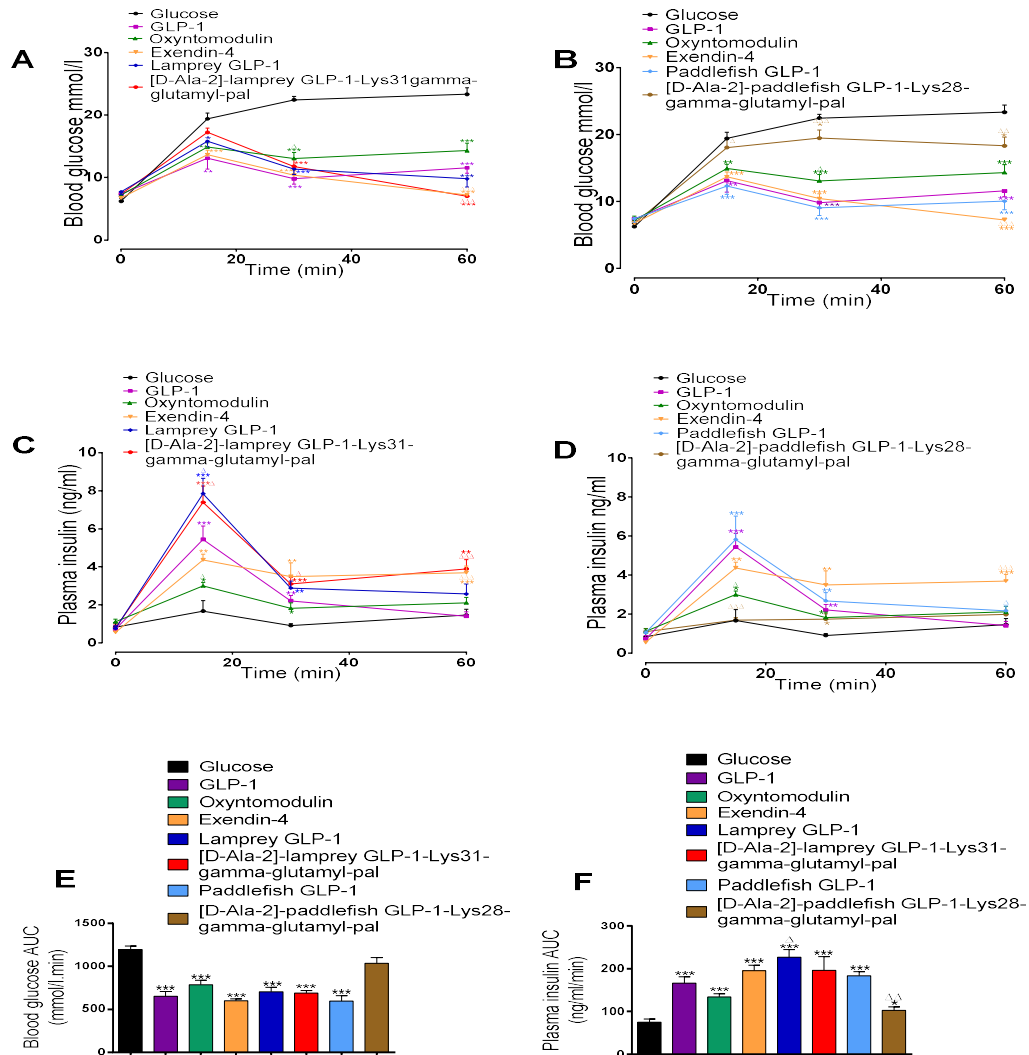 A
Glucose
GLP-1
Oxyntomodulin
Exendin-4
Lamprey GLP-1
[D-Ala-2]-lamprey GLP-1-Lys31gamma-
glutamyl-pal
Blood glucose mmol/l
30
20
10
0
0
20
40
60
Time (min)
B
Glucose
GLP-1
Oxyntomodulin
Exendin-4
Paddlefish GLP-1
[D-Ala-2]-paddlefish GLP-1-Lys28-
gamma-glutamyl-pal
Blood glucose mmol/l
30
20
10
0
0
20
40
60
Time (min)
C
Glucose
GLP-1
Oxyntomodulin
Exendin-4
Lamprey GLP-1
[D-Ala-2]-lamprey GLP-1-Lys31-
gamma-glutamyl-pal
Plasma insulin (ng/ml)
10
8
6
4
2
0
0
20
40
60
Time (min)
D
Glucose
GLP-1
Oxyntomodulin
Exendin-4
Paddlefish GLP-1
[D-Ala-2]-paddlefish GLP-1-Lys28-
gamma-glutamyl-pal
Plasma insulin ng/ml
10
8
6
4
2
0
0
20
40
60
Time (min)
E
Glucose
GLP-1
Oxyntomodulin
Exendin-4
Lamprey GLP-1
[D-Ala-2]-lamprey GLP-1-Lys31-
gamma-glutamyl-pal
Paddlefish GLP-1
[D-Ala-2]-paddlefish GLP-1-Lys28-
gamma-glutamyl-pal
Blood glucose AUC
(mmol/l.min)
1500
1000
500
0
*** *** *** *** *** ***
F
Glucose
GLP-1
Oxyntomodulin
Exendin-4
Lamprey GLP-1
[D-Ala-2]-lamprey GLP-1-Lys31-
gamma-glutamyl-pal
Paddlefish GLP-1
[D-Ala-2]-paddlefish GLP-1-Lys28-
gamma-glutamyl-pal
Plasma insulin AUC
(ng/ml/min)
300
200
100
0
*** *** *** *** *** *** *